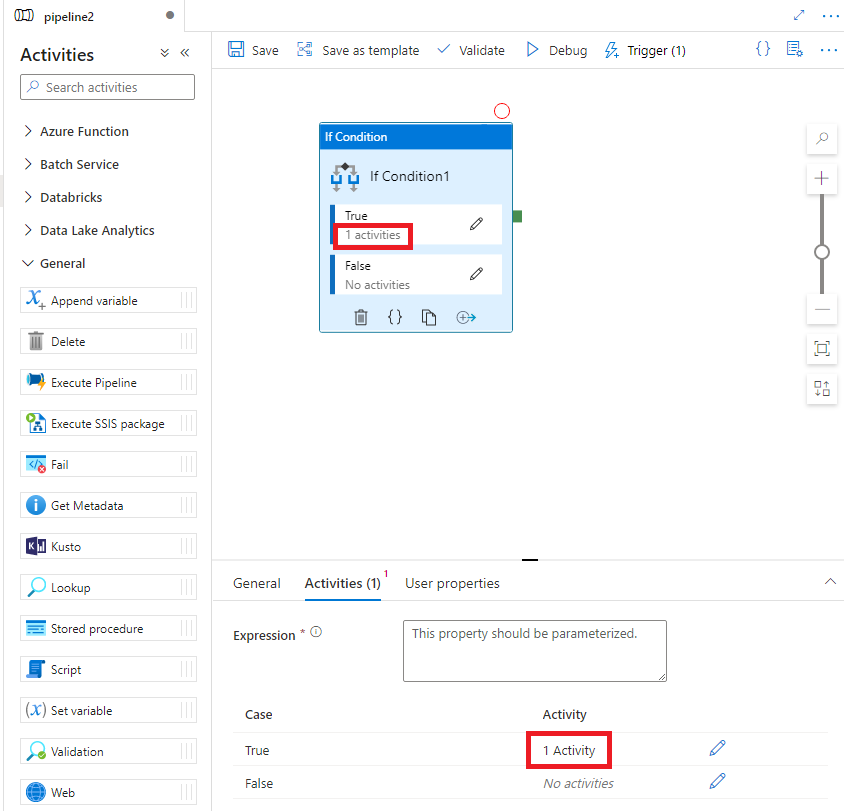 pipeline2
Activities
Search activities
Azure Function
Batch Service
Databricks
Data Lake Analytics
General
Append variable
Delete
Execute Pipeline
Execute SSIS package
Fail
Get Metadata
Kusto
Lookup
Stored procedure
Script
Set variable
Validation
Web
Save
Save as template
Validate
Debug
Trigger (1)
If Condition
If Condition1
True
1 activities
False
No activities
General
Activities (1) 1
User properties
Expression *
This property should be parameterized.
Case Activity
True 1 Activity
False No activities